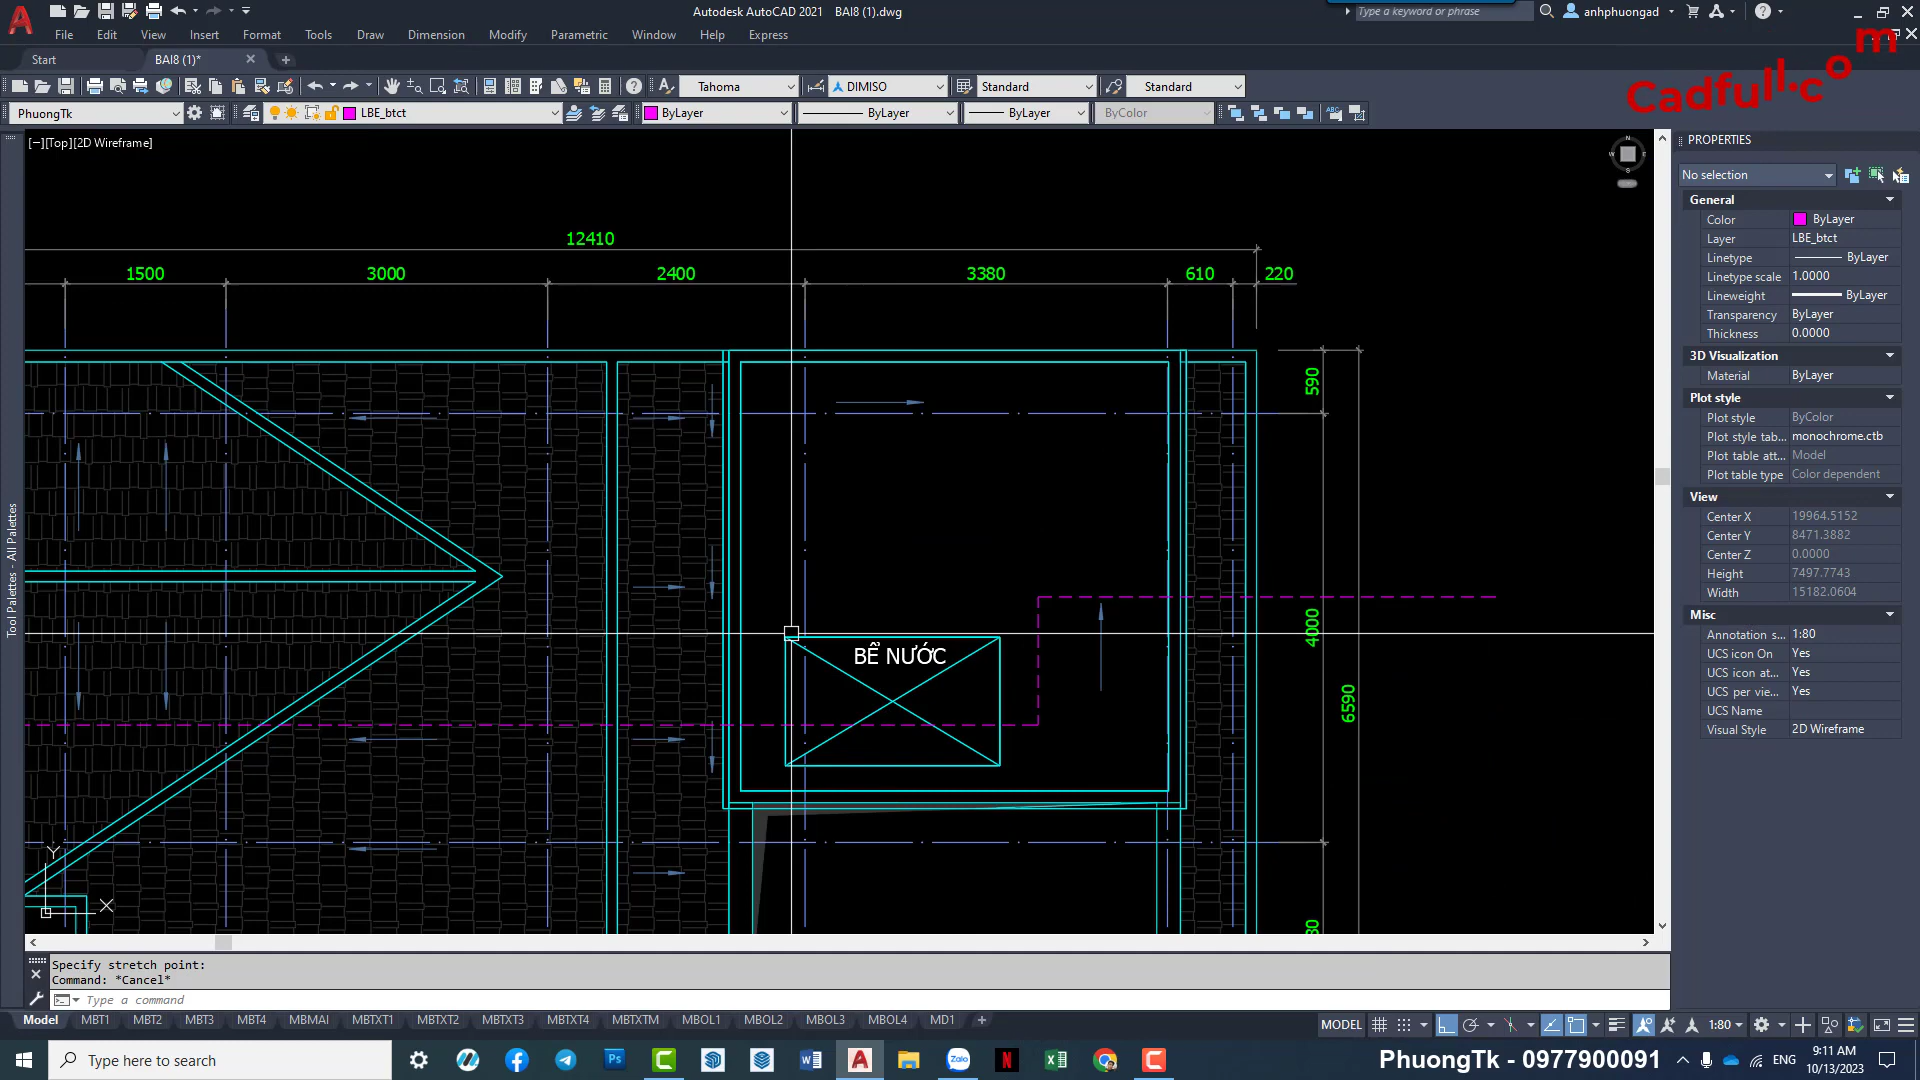 Autodesk AutoCAD 2021 BAI8 (1).dwg
Type a keyword or phrase
anhphuongad
File Edit View Insert Format Tools Draw Dimension Modify Parametric Window Help Express
Start
BAI8 (1)*
Cadfull.com
Tahoma
DIMISO
Standard
Standard
PhuongTk
LBE_btct
ByLayer
ByLayer
ByLayer
ByColor
[−][Top][2D Wireframe]
12410
1500
3000
2400
3380
610
220
590
4000
6590
BỂ NƯỚC
Y
X
N
S
Tool Palettes - All Palettes
PROPERTIES
No selection
General
Color ByLayer
Layer LBE_btct
Linetype ByLayer
Linetype scale 1.0000
Lineweight ByLayer
Transparency ByLayer
Thickness 0.0000
3D Visualization
Material ByLayer
Plot style
Plot style ByColor
Plot style tab... monochrome.ctb
Plot table att... Model
Plot table type Color dependent
View
Center X 19964.5152
Center Y 8471.3882
Center Z 0.0000
Height 7497.7743
Width 15182.0604
Misc
Annotation s... 1:80
UCS icon On Yes
UCS icon at... Yes
UCS per vie... Yes
UCS Name
Visual Style 2D Wireframe
Specify stretch point:
Command: *Cancel*
Type a command
Model MBT1 MBT2 MBT3 MBT4 MBMAI MBTXT1 MBTXT2 MBTXT3 MBTXT4 MBTXTM MBOL1 MBOL2 MBOL3 MBOL4 MD1
MODEL
1:80
Type here to search
PhuongTk - 0977900091
ENG
9:11 AM
10/13/2023